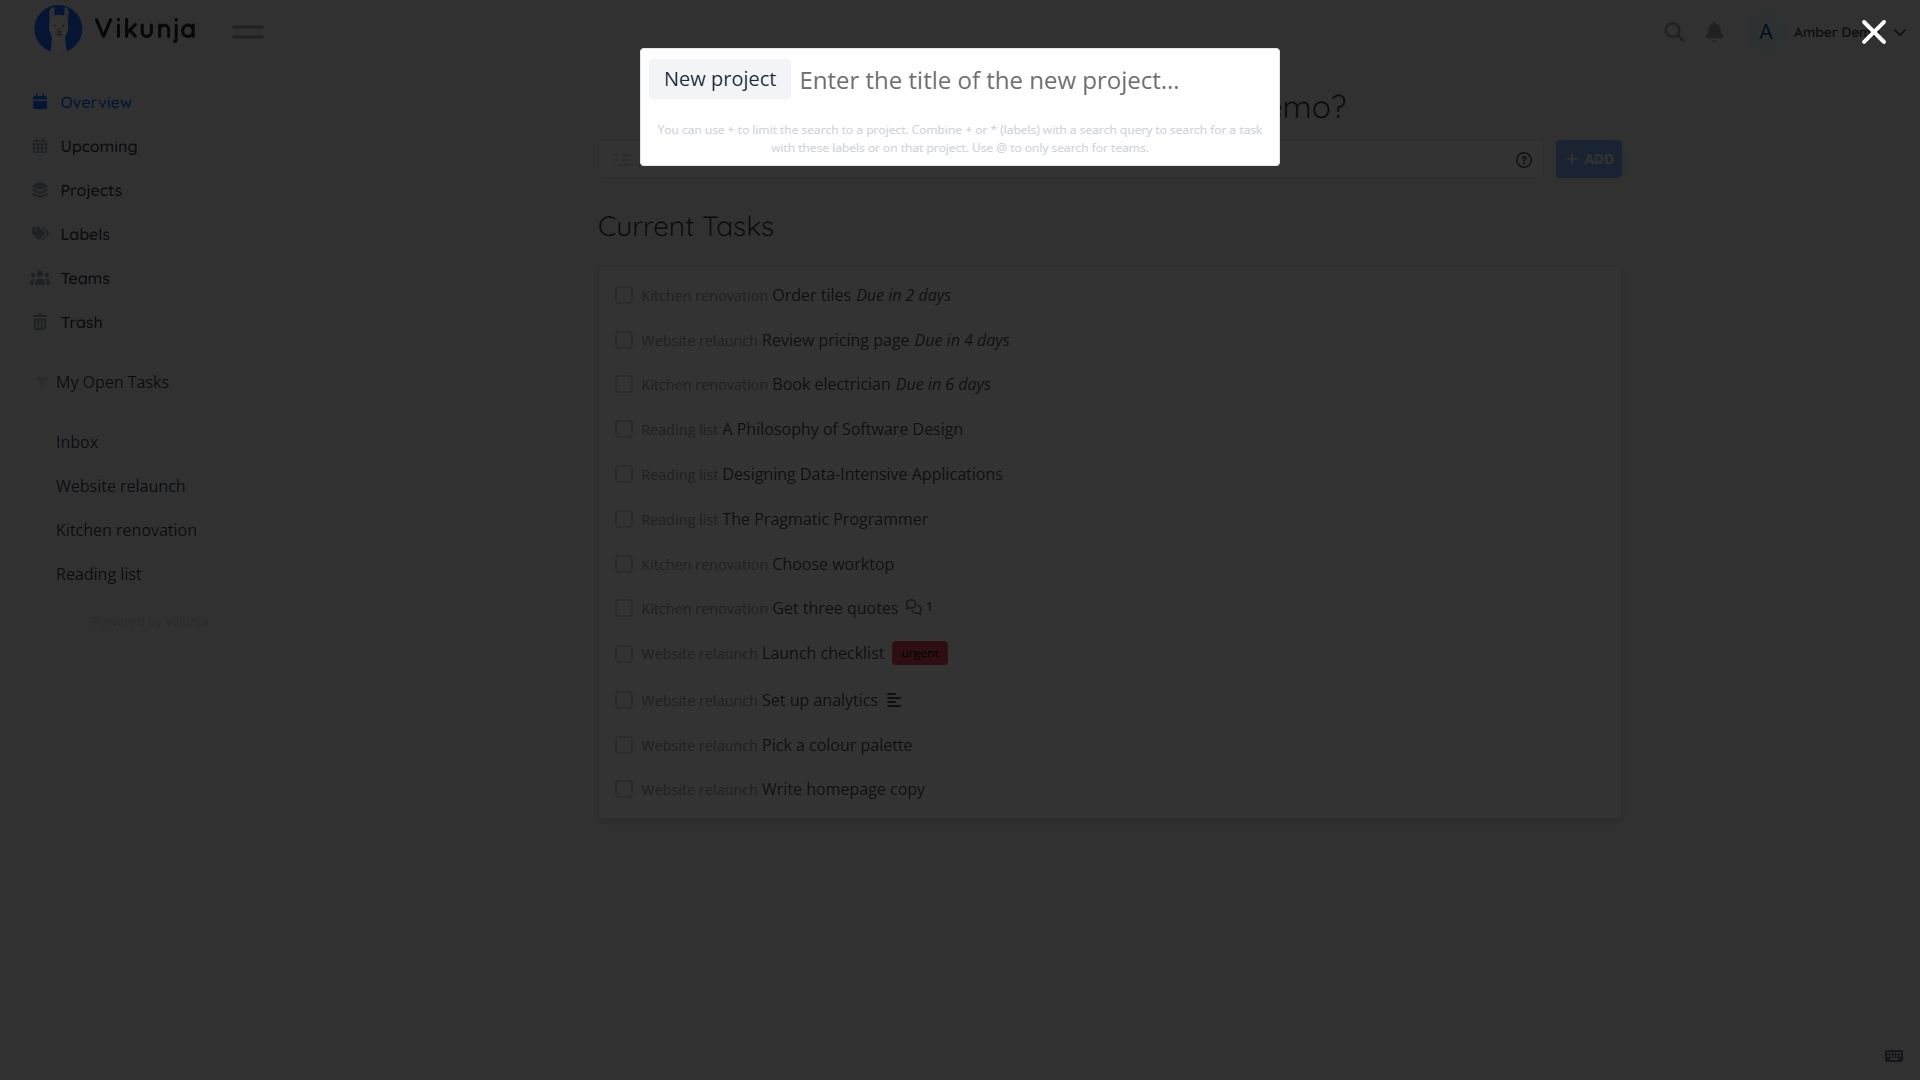 Vikunja
A
New project
Enter the title of the new project...
You can use + to limit the search to a project. Combine + or * (labels) with a search query to search for a task
with these labels or on that project. Use @ to only search for teams.
emo?
+ ADD
Overview
Upcoming
Projects
Labels
Teams
Trash
My Open Tasks
Inbox
Website relaunch
Kitchen renovation
Reading list
Powered by Vikunja
Current Tasks
Kitchen renovation Order tiles Due in 2 days
Website relaunch Review pricing page Due in 4 days
Kitchen renovation Book electrician Due in 6 days
Reading list A Philosophy of Software Design
Reading list Designing Data-Intensive Applications
Reading list The Pragmatic Programmer
Kitchen renovation Choose worktop
Kitchen renovation Get three quotes 1
Website relaunch Launch checklist urgent
Website relaunch Set up analytics
Website relaunch Pick a colour palette
Website relaunch Write homepage copy